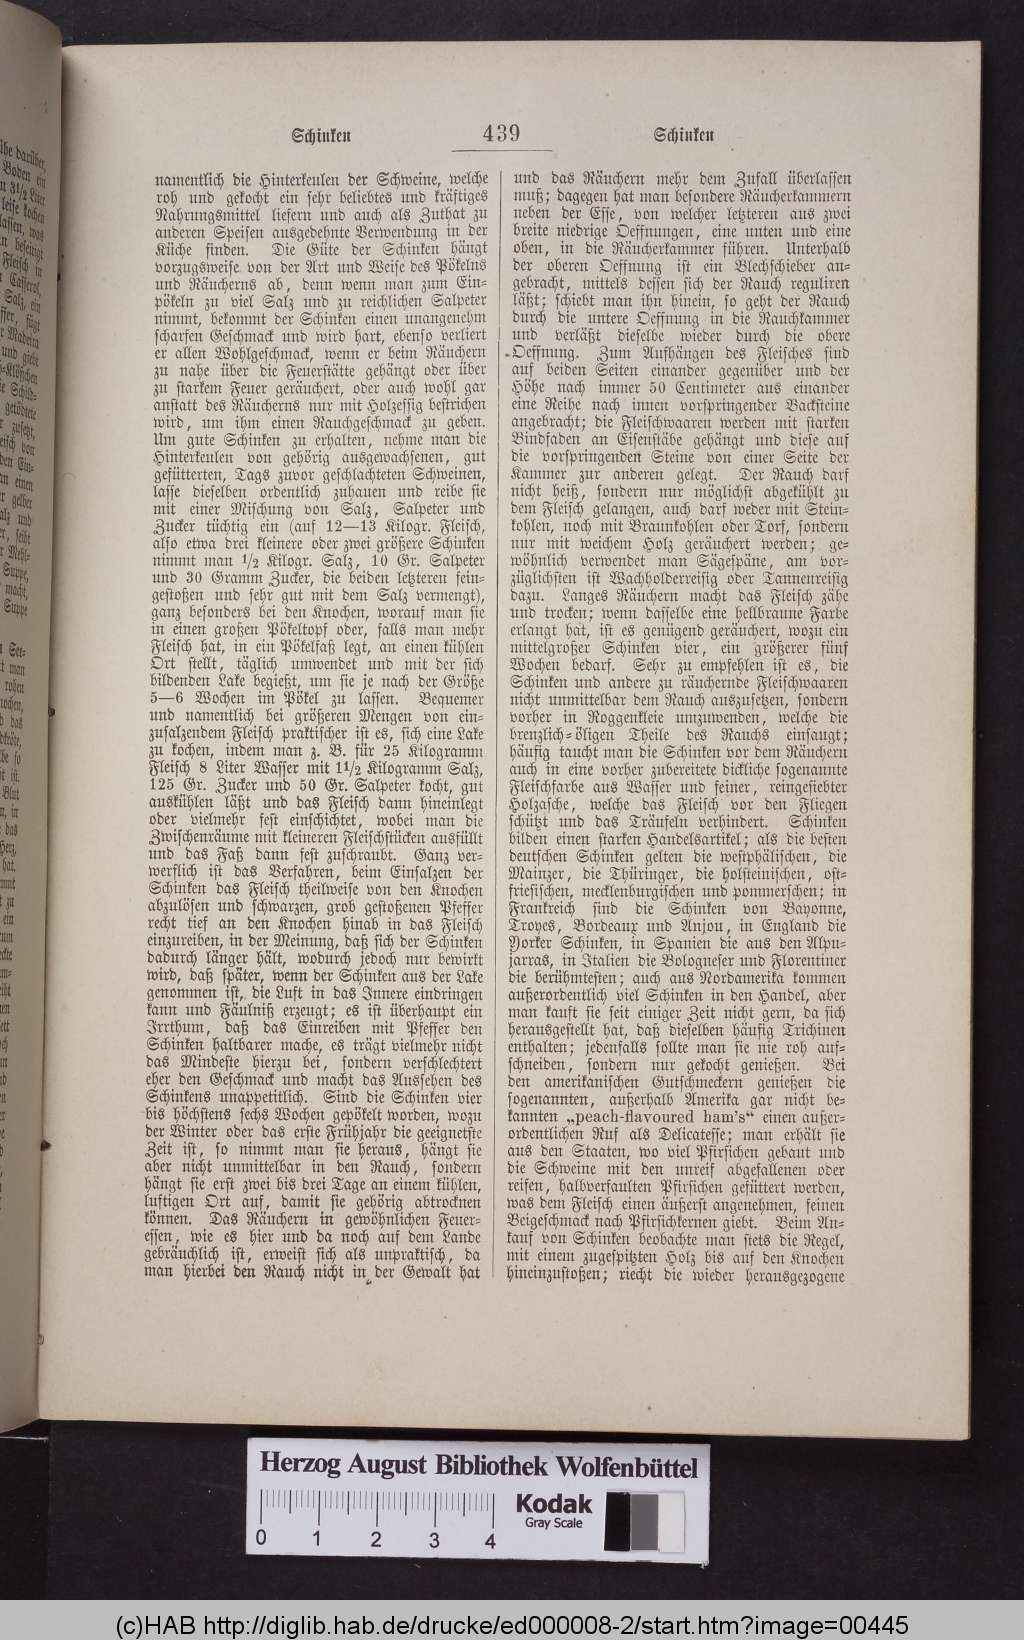 Schinken 439 Schinken
namentlich die Hinterkeulen der Schweine, welche
roh und gekocht ein sehr beliebtes und kräftiges
Nahrungsmittel liefern und auch als Zuthat zu
anderen Speisen ausgedehnte Verwendung in der
Küche finden. Die Güte der Schinken hängt
vorzugsweise von der Art und Weise des Pökelns
und Räucherns ab, denn wenn man zum Ein-
pökeln zu viel Salz und zu reichlichen Salpeter
nimmt, bekommt der Schinken einen unangenehm
scharfen Geschmack und wird hart, ebenso verliert
er allen Wohlgeschmack, wenn er beim Räuchern
zu nahe über die Feuerstätte gehängt oder über
zu starkem Feuer geräuchert, oder auch wohl gar
anstatt des Räucherns nur mit Holzessig bestrichen
wird, um ihm einen Rauchgeschmack zu geben.
Um gute Schinken zu erhalten, nehme man die
Hinterkeulen von gehörig ausgewachsenen, gut
gefütterten, Tags zuvor geschlachteten Schweinen,
lasse dieselben ordentlich zuhauen und reibe sie
mit einer Mischung von Salz, Salpeter und
Zucker tüchtig ein (auf 12—13 Kilogr. Fleisch,
also etwa drei kleinere oder zwei größere Schinken
nimmt man 1/2 Kilogr. Salz, 10 Gr. Salpeter
und 30 Gramm Zucker, die beiden letzteren fein-
gestoßen und sehr gut mit dem Salz vermengt),
ganz besonders bei den Knochen, worauf man sie
in einen großen Pökeltopf oder, falls man mehr
Fleisch hat, in ein Pökelfaß legt, an einen kühlen
Ort stellt, täglich umwendet und mit der sich
bildenden Lake begießt, um sie je nach der Größe
5—6 Wochen im Pökel zu lassen. Bequemer
und namentlich bei größeren Mengen von ein-
zusalzendem Fleisch praktischer ist es, sich eine Lake
zu kochen, indem man z. B. für 25 Kilogramm
Fleisch 8 Liter Wasser mit 1 1/2 Kilogramm Salz,
125 Gr. Zucker und 50 Gr. Salpeter kocht, gut
auskühlen läßt und das Fleisch dann hineinlegt
oder vielmehr fest einschichtet, wobei man die
Zwischenräume mit kleineren Fleischstücken ausfüllt
und das Faß dann fest zuschraubt. Ganz ver-
werflich ist das Verfahren, beim Einsalzen der
Schinken das Fleisch theilweise von den Knochen
abzulösen und schwarzen, grob gestoßenen Pfeffer
recht tief an den Knochen hinab in das Fleisch
einzureiben, in der Meinung, daß sich der Schinken
dadurch länger hält, wodurch jedoch nur bewirkt
wird, daß später, wenn der Schinken aus der Lake
genommen ist, die Luft in das Innere eindringen
kann und Fäulniß erzeugt; es ist überhaupt ein
Irrthum, daß das Einreiben mit Pfeffer den
Schinken haltbarer mache, es trägt vielmehr nicht
das Mindeste hierzu bei, sondern verschlechtert
eher den Geschmack und macht das Aussehen des
Schinkens unappetitlich. Sind die Schinken vier
bis höchstens sechs Wochen gepökelt worden, wozu
der Winter oder das erste Frühjahr die geeignetste
Zeit ist, so nimmt man sie heraus, hängt sie
aber nicht unmittelbar in den Rauch, sondern
hängt sie erst zwei bis drei Tage an einem kühlen,
luftigen Ort auf, damit sie gehörig abtrocknen
können. Das Räuchern in gewöhnlichen Feuer-
essen, wie es hier und da noch auf dem Lande
gebräuchlich ist, erweist sich als unpraktisch, da
man hierbei den Rauch nicht in der Gewalt hat
und das Räuchern mehr dem Zufall überlassen
muß; dagegen hat man besondere Räucherkammern
neben der Esse, von welcher letzteren aus zwei
breite niedrige Oeffnungen, eine unten und eine
oben, in die Räucherkammer führen. Unterhalb
der oberen Oeffnung ist ein Blechschieber an-
gebracht, mittels dessen sich der Rauch reguliren
läßt; schiebt man ihn hinein, so geht der Rauch
durch die untere Oeffnung in die Rauchkammer
und verläßt dieselbe wieder durch die obere
Oeffnung. Zum Aufhängen des Fleisches sind
auf beiden Seiten einander gegenüber und der
Höhe nach immer 50 Centimeter aus einander
eine Reihe nach innen vorspringender Backsteine
angebracht; die Fleischwaaren werden mit starken
Bindfaden an Eisenstäbe gehängt und diese auf
die vorspringenden Steine von einer Seite der
Kammer zur anderen gelegt. Der Rauch darf
nicht heiß, sondern nur möglichst abgekühlt zu
dem Fleisch gelangen, auch darf weder mit Stein-
kohlen, noch mit Braunkohlen oder Torf, sondern
nur mit weichem Holz geräuchert werden; ge-
wöhnlich verwendet man Sägespäne, am vor-
züglichsten ist Wachholderreisig oder Tannenreisig
dazu. Langes Räuchern macht das Fleisch zähe
und trocken; wenn dasselbe eine hellbraune Farbe
erlangt hat, ist es genügend geräuchert, wozu ein
mittelgroßer Schinken vier, ein größerer fünf
Wochen bedarf. Sehr zu empfehlen ist es, die
Schinken und andere zu räuchernde Fleischwaaren
nicht unmittelbar dem Rauch auszusetzen, sondern
vorher in Roggenkleie umzuwenden, welche die
brenzlich-öligen Theile des Rauchs einsaugt;
häufig taucht man die Schinken vor dem Räuchern
auch in eine vorher zubereitete dickliche sogenannte
Fleischfarbe aus Wasser und feiner, reingesiebter
Holzasche, welche das Fleisch vor den Fliegen
schützt und das Träufeln verhindert. Schinken
bilden einen starken Handelsartikel; als die besten
deutschen Schinken gelten die westphälischen, die
Mainzer, die Thüringer, die holsteinischen, ost-
friesischen, mecklenburgischen und pommerschen; in
Frankreich sind die Schinken von Bayonne,
Troyes, Bordeaux und Anjou, in England die
Yorker Schinken, in Spanien die aus den Alpu-
jarras, in Italien die Bologneser und Florentiner
die berühmtesten; auch aus Nordamerika kommen
außerordentlich viel Schinken in den Handel, aber
man kauft sie seit einiger Zeit nicht gern, da sich
herausgestellt hat, daß dieselben häufig Trichinen
enthalten; jedenfalls sollte man sie nie roh auf-
schneiden, sondern nur gekocht genießen. Bei
den amerikanischen Gutschmeckern genießen die
sogenannten, außerhalb Amerika gar nicht be-
kannten „peach-flavoured ham's“ einen außer-
ordentlichen Ruf als Delicatesse; man erhält sie
aus den Staaten, wo viel Pfirsichen gebaut und
die Schweine mit den unreif abgefallenen oder
reifen, halbverfaulten Pfirsichen gefüttert werden,
was dem Fleisch einen äußerst angenehmen, feinen
Beigeschmack nach Pfirsichkernen giebt. Beim An-
kauf von Schinken beobachte man stets die Regel,
mit einem zugespitzten Holz bis auf den Knochen
hineinzustoßen; riecht die wieder herausgezogene
Herzog August Bibliothek Wolfenbüttel
Kodak
Gray Scale
0 1 2 3 4
(c)HAB http://diglib.hab.de/drucke/ed000008-2/start.htm?image=00445